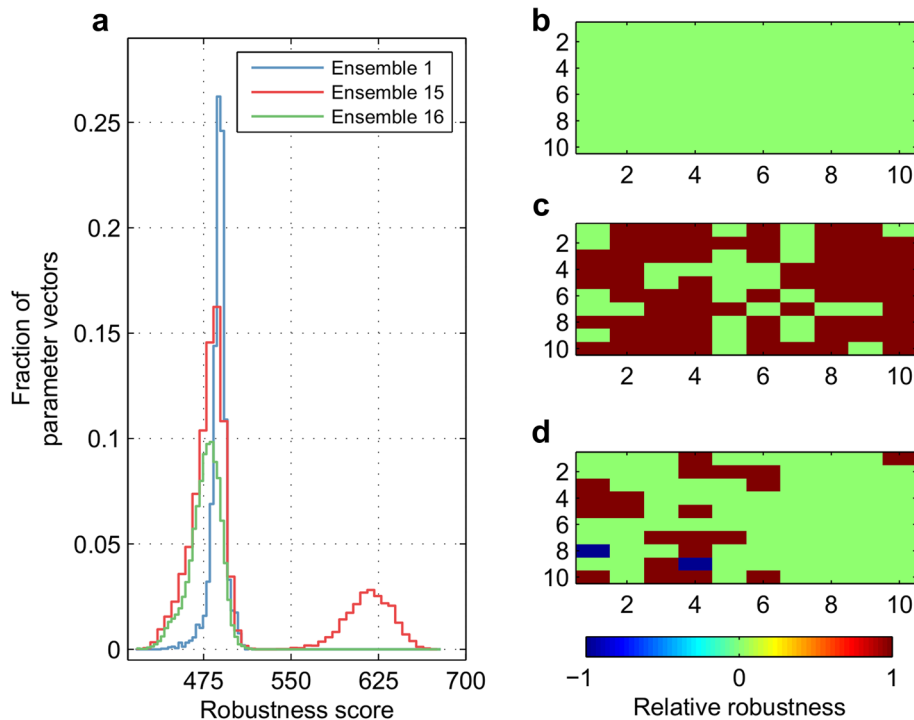 a
Ensemble 1
Ensemble 15
Ensemble 16
0.25
0.2
0.15
0.1
0.05
0
475 550 625 700
Robustness score
Fraction of
parameter vectors
b
2
4
6
8
10
2 4 6 8 10
c
2
4
6
8
10
2 4 6 8 10
d
2
4
6
8
10
2 4 6 8 10
−1 0 1
Relative robustness